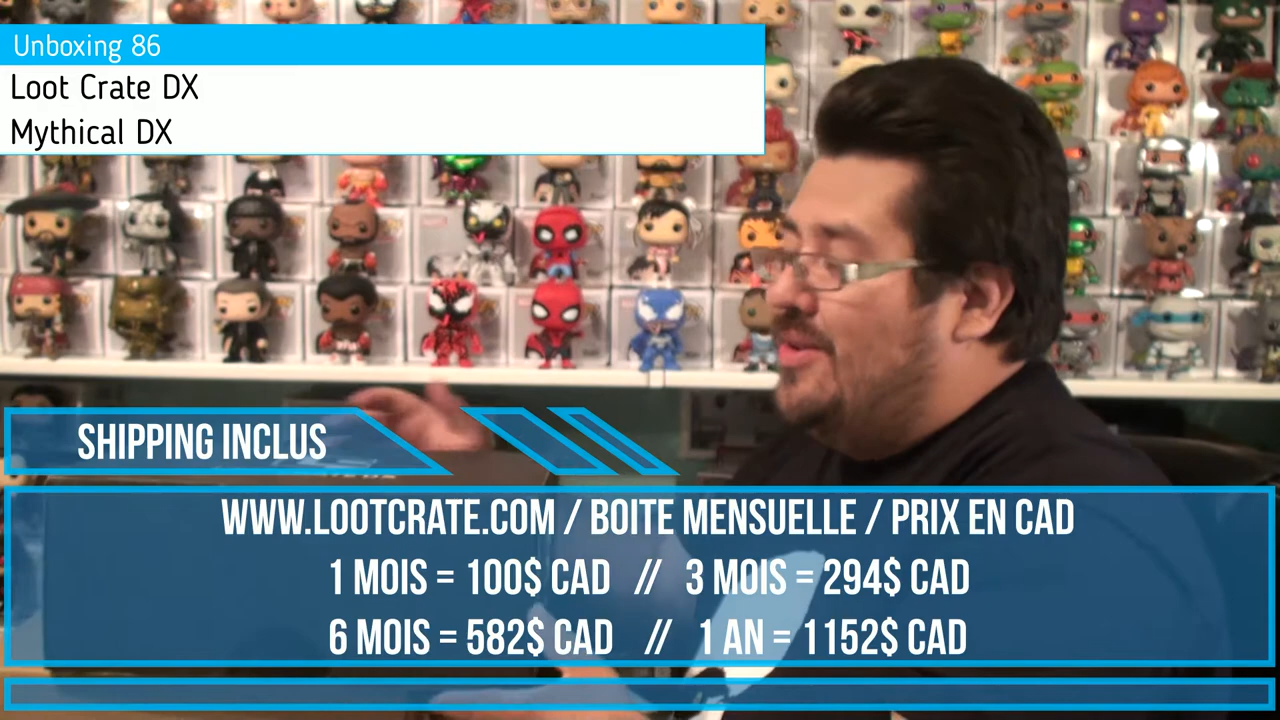 Unboxing 86
Loot Crate DX
Mythical DX
SHIPPING INCLUS
WWW.LOOTCRATE.COM / BOITE MENSUELLE / PRIX EN CAD
1 MOIS = 100$ CAD // 3 MOIS = 294$ CAD
6 MOIS = 582$ CAD // 1 AN = 1152$ CAD